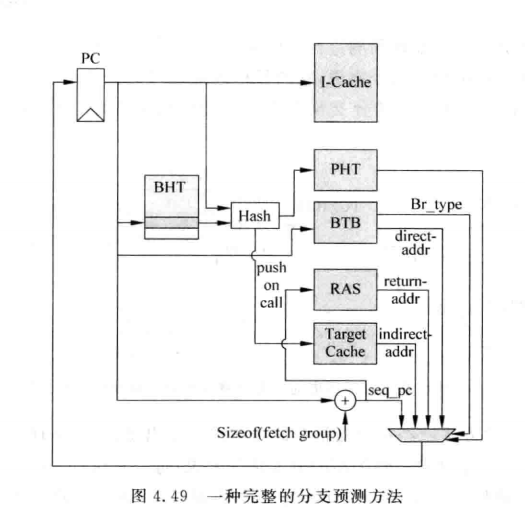 PC
I-Cache
BHT
PHT
Hash
Br_type
BTB
direct-
addr
push
on
call
RAS
return-
addr
Target
Cache
indirect-
addr
seq_pc
+
Sizeof(fetch group)
图 4.49 一种完整的分支预测方法